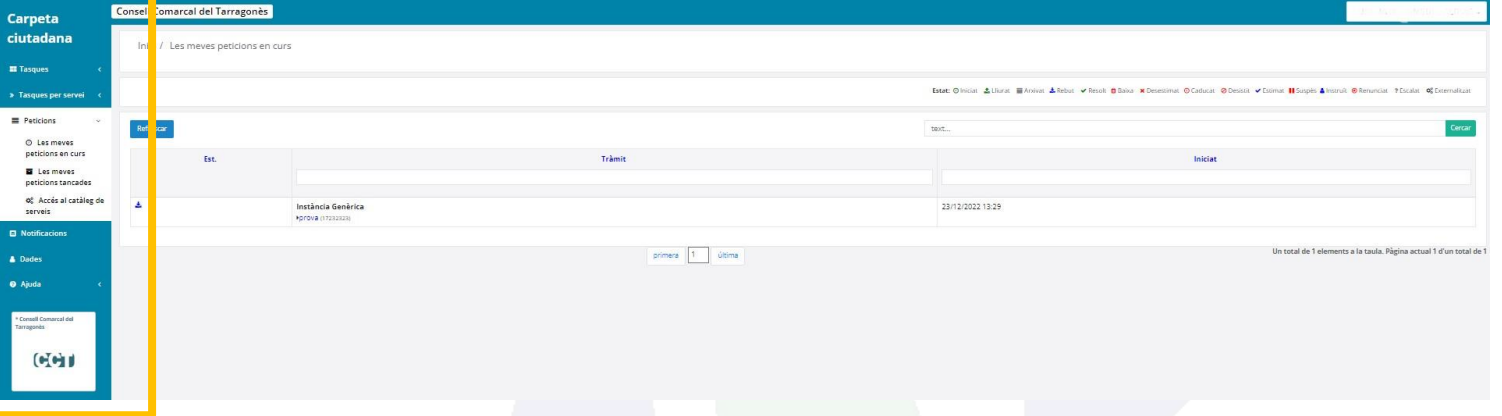 Carpeta
ciutadana
Consell Comarcal del Tarragonès
Inici / Les meves peticions en curs
Tasques
Tasques per servei
Peticions
Les meves
peticions en curs
Les meves
peticions tancades
Accés al catàleg de
serveis
Notificacions
Dades
Ajuda
* Consell Comarcal del
Tarragonès
CCT
Estat: Iniciat Lliurat Arxivat Rebut Resolt Baixa Desestimat Caducat Desistit Estimat Suspès Instruït Renunciat ? Escalat Externalitzat
Refrescar
text...
Cercar
Est. Tràmit Iniciat
Instància Genèrica 23/12/2022 13:29
prova
primera 1 última
Un total de 1 elements a la taula. Pàgina actual 1 d'un total de 1